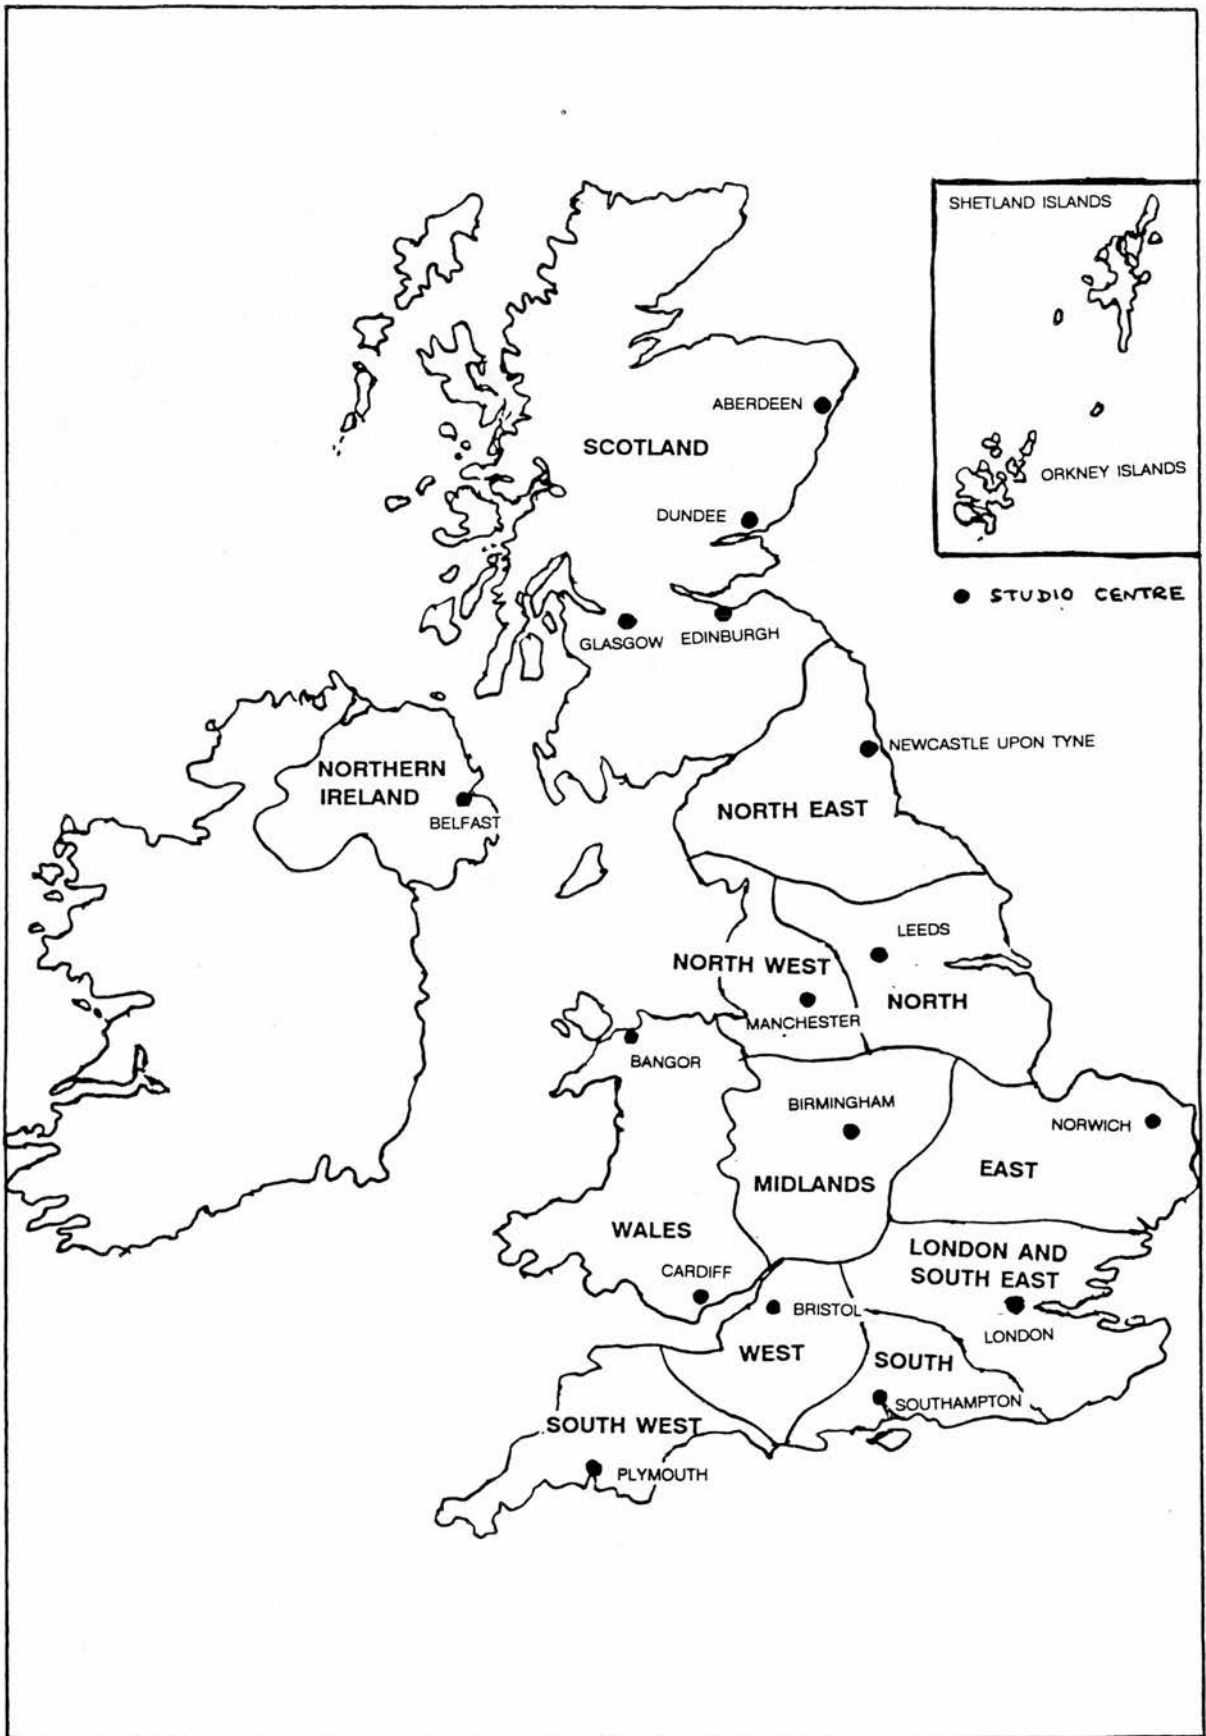 SHETLAND ISLANDS
ABERDEEN
SCOTLAND
ORKNEY ISLANDS
DUNDEE
STUDIO CENTRE
GLASGOW
EDINBURGH
NEWCASTLE UPON TYNE
NORTHERN
IRELAND
BELFAST
NORTH EAST
LEEDS
NORTH WEST
NORTH
MANCHESTER
BANGOR
BIRMINGHAM
NORWICH
EAST
MIDLANDS
WALES
LONDON AND
SOUTH EAST
CARDIFF
BRISTOL
LONDON
WEST
SOUTH
SOUTHAMPTON
SOUTH WEST
PLYMOUTH